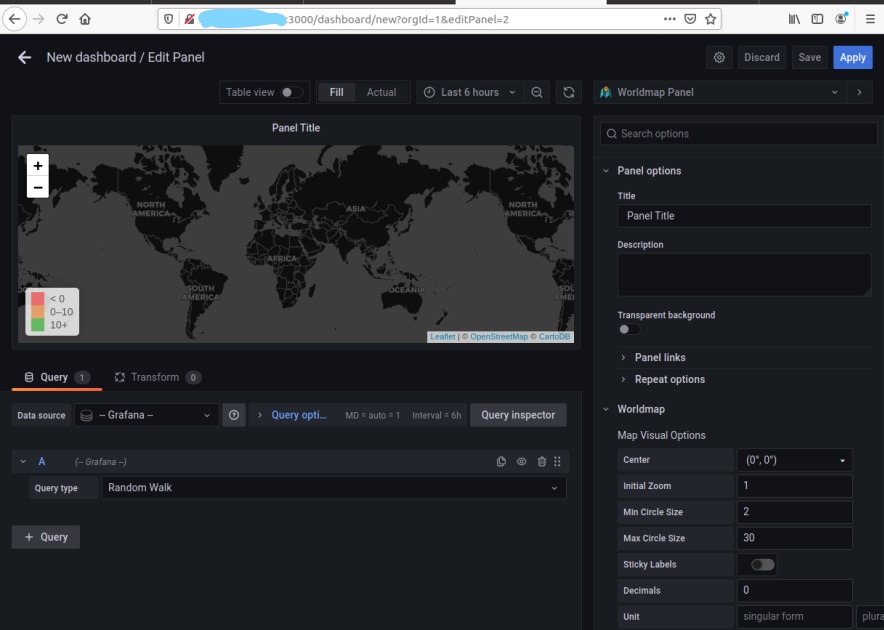 :3000/dashboard/new?orgId=1&editPanel=2
New dashboard / Edit Panel
Discard
Save
Apply
Table view
Fill
Actual
Last 6 hours
Worldmap Panel
Panel Title
Search options
+
−
NORTH
AMERICA
ASIA
NORTH
AMERICA
AFRICA
SOUTH
AMERICA
OCEANIA
SOU
AMER
< 0
0–10
10+
Leaflet | © OpenStreetMap © CartoDB
Panel options
Title
Panel Title
Description
Transparent background
Panel links
Repeat options
Query 1
Transform 0
Data source
-- Grafana --
Query opti...
MD = auto = 1
Interval = 6h
Query inspector
A
(-- Grafana --)
Query type
Random Walk
+ Query
Worldmap
Map Visual Options
Center
(0°, 0°)
Initial Zoom
1
Min Circle Size
2
Max Circle Size
30
Sticky Labels
Decimals
0
Unit
singular form
plura